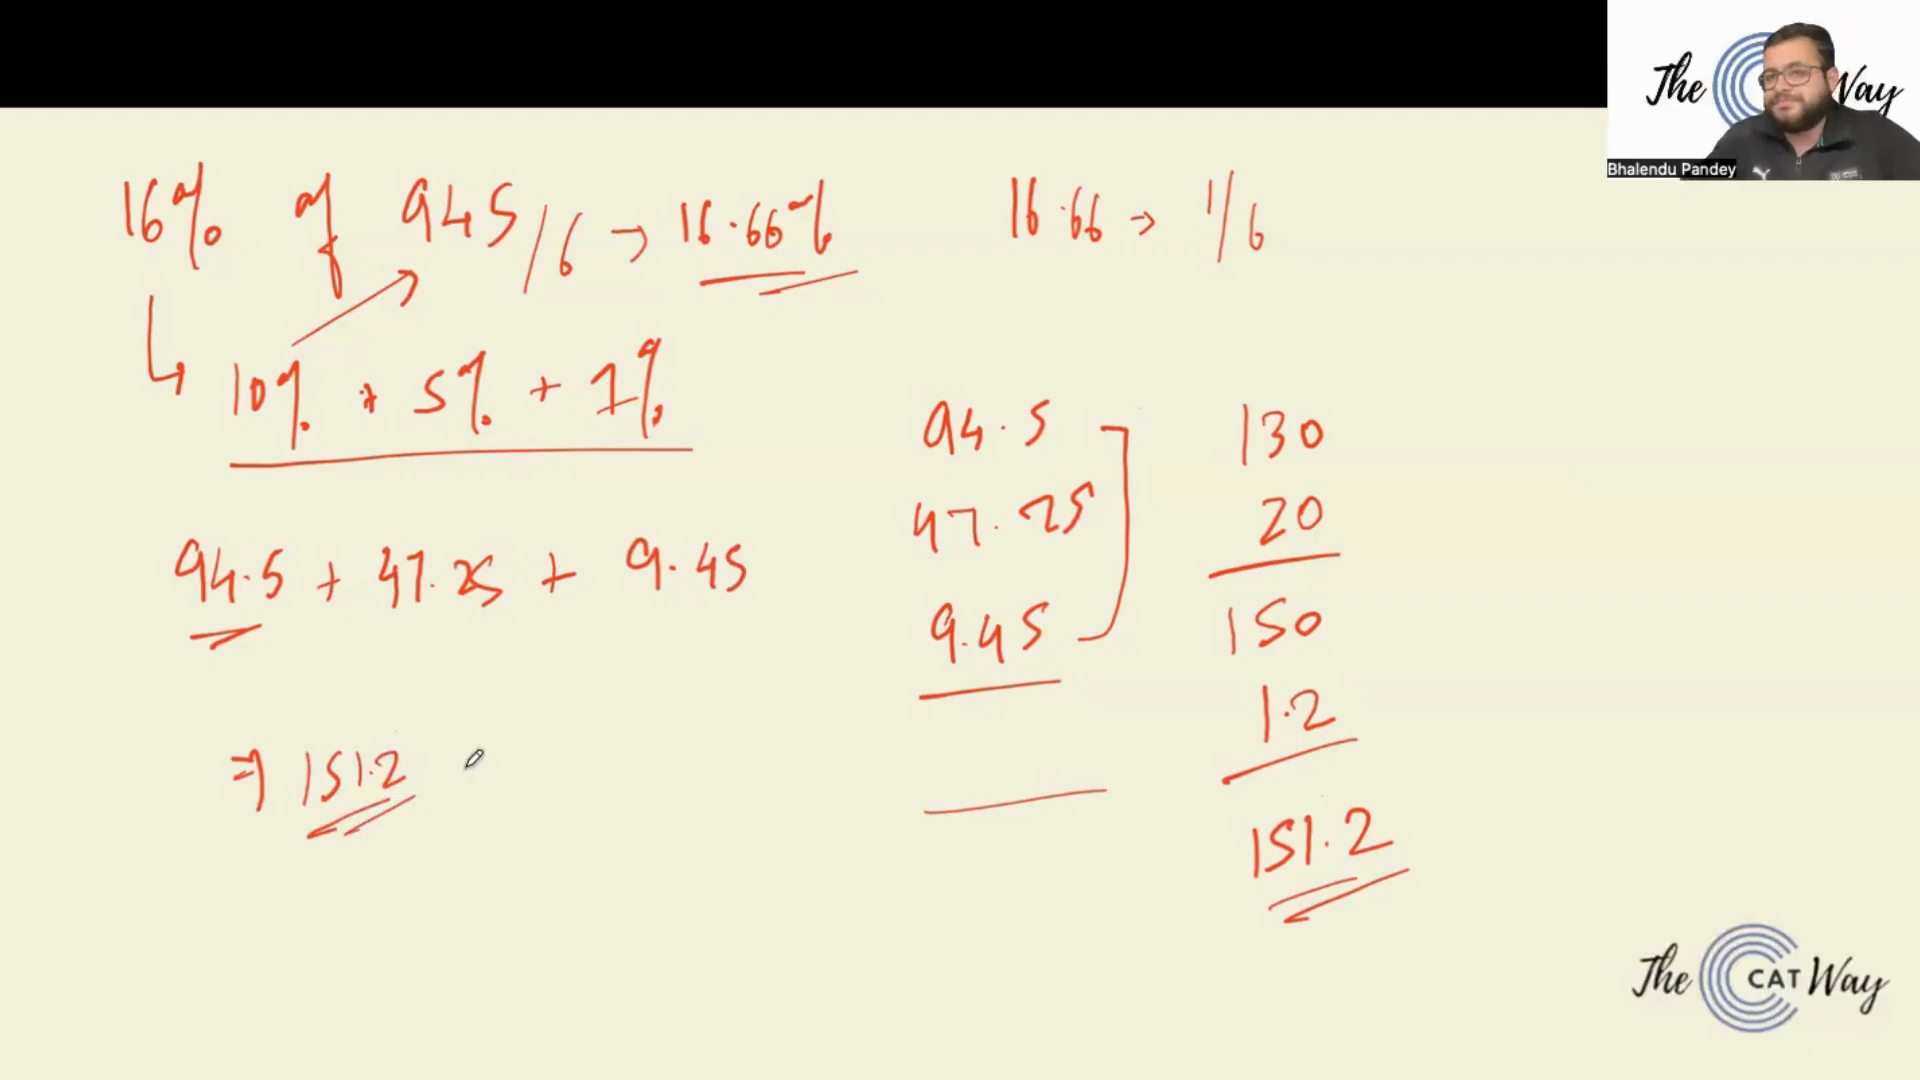 16% of 945/6 → 16.66%
16.66 → 1/6
10% + 5% + 1%
94.5 + 47.25 + 9.45
⇒ 151.2
94.5
47.25
9.45
130
20
150
1.2
151.2
The Way
Bhalendu Pandey
The CAT Way